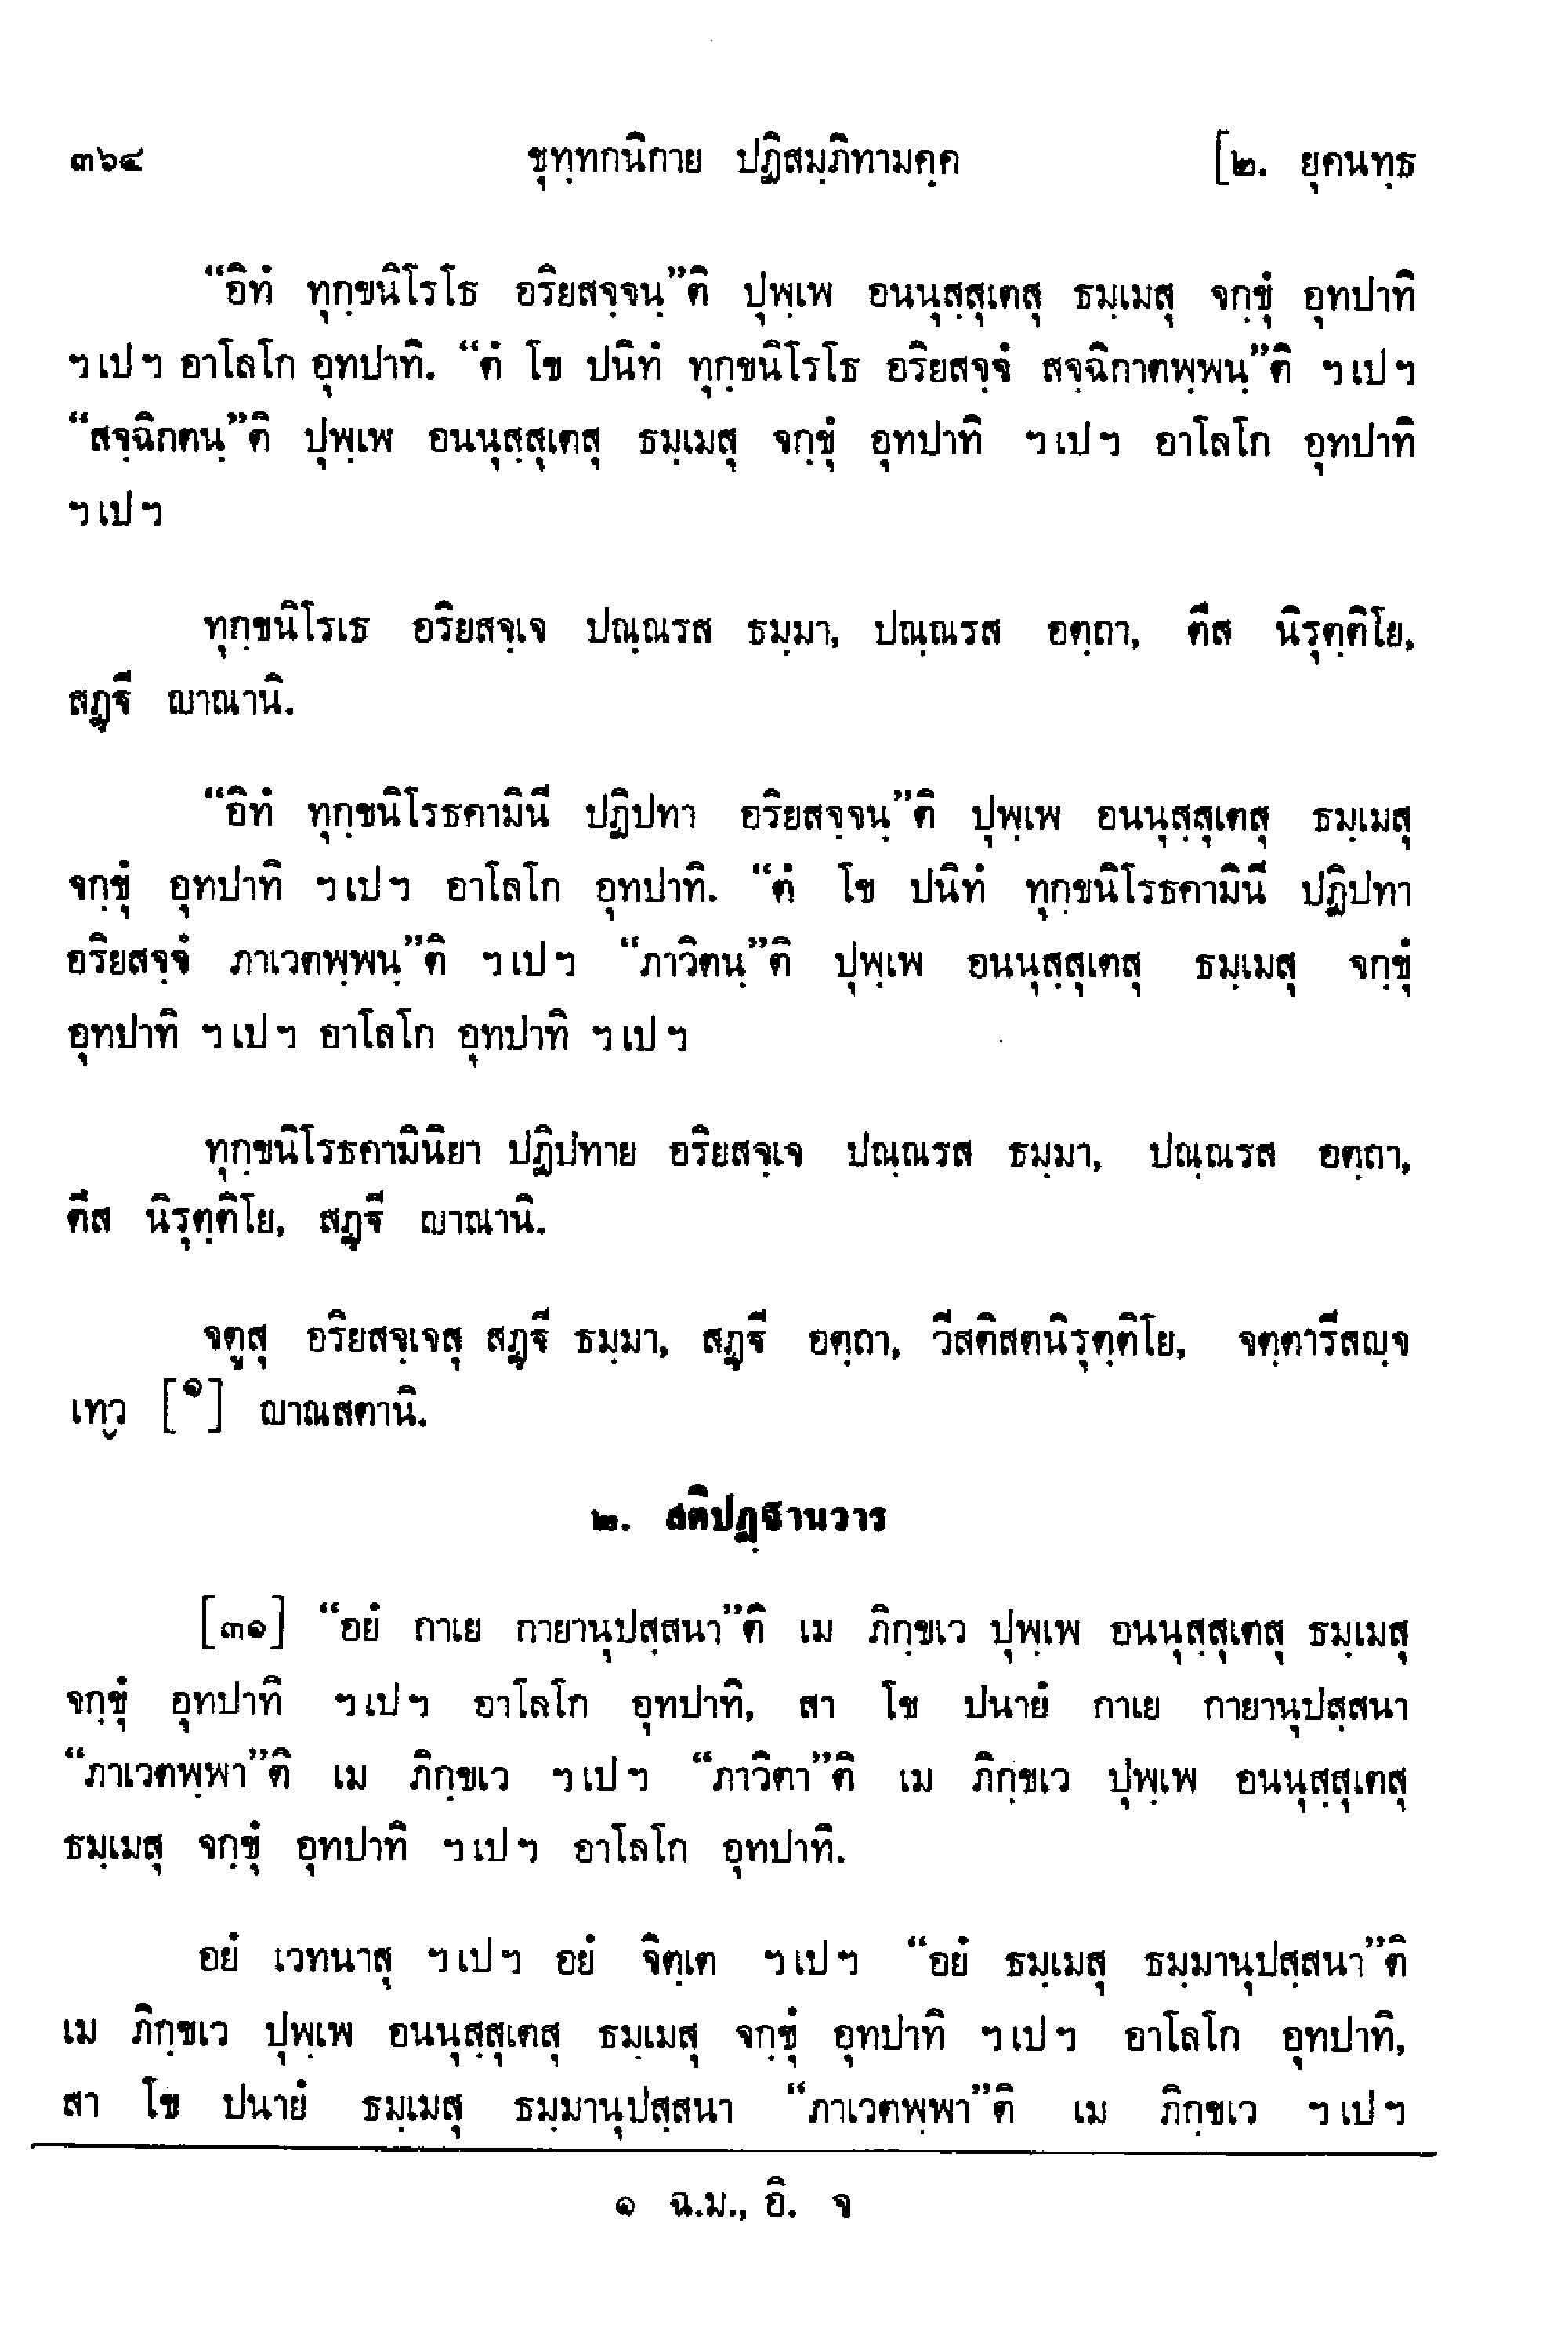 ๓๖๔ ขุทฺทกนิกาย ปฏิสมฺภิทามคฺค [๒. ยุคนทฺธ
“อิทํ ทุกฺขนิโรโธ อริยสจฺจนฺ”ติ ปุพฺเพ อนนุสฺสุเตสุ ธมฺเมสุ จกฺขุํ อุทปาทิ
ฯเปฯ อาโลโก อุทปาทิ. “ตํ โข ปนิทํ ทุกฺขนิโรโธ อริยสจฺจํ สจฺฉิกาตพฺพนฺ”ติ ฯเปฯ
“สจฺฉิกตนฺ”ติ ปุพฺเพ อนนุสฺสุเตสุ ธมฺเมสุ จกฺขุํ อุทปาทิ ฯเปฯ อาโลโก อุทปาทิ
ฯเปฯ
ทุกฺขนิโรเธ อริยสจฺเจ ปณฺณรส ธมฺมา, ปณฺณรส อตฺถา, ตึส นิรุตฺติโย,
สฏฺฐี ญาณานิ.
“อิทํ ทุกฺขนิโรธคามินี ปฏิปทา อริยสจฺจนฺ”ติ ปุพฺเพ อนนุสฺสุเตสุ ธมฺเมสุ
จกฺขุํ อุทปาทิ ฯเปฯ อาโลโก อุทปาทิ. “ตํ โข ปนิทํ ทุกฺขนิโรธคามินี ปฏิปทา
อริยสจฺจํ ภาเวตพฺพนฺ”ติ ฯเปฯ “ภาวิตนฺ”ติ ปุพฺเพ อนนุสฺสุเตสุ ธมฺเมสุ จกฺขุํ
อุทปาทิ ฯเปฯ อาโลโก อุทปาทิ ฯเปฯ
ทุกฺขนิโรธคามินิยา ปฏิปทาย อริยสจฺเจ ปณฺณรส ธมฺมา, ปณฺณรส อตฺถา,
ตึส นิรุตฺติโย, สฏฺฐี ญาณานิ.
จตูสุ อริยสจฺเจสุ สฏฺฐี ธมฺมา, สฏฺฐี อตฺถา, วีสติสตนิรุตฺติโย, จตฺตารีสญฺจ
เทฺว [๑] ญาณสตานิ.
๒. สติปฏฺฐานวาร
[๓๑] “อยํ กาเย กายานุปสฺสนา”ติ เม ภิกฺขเว ปุพฺเพ อนนุสฺสุเตสุ ธมฺเมสุ
จกฺขุํ อุทปาทิ ฯเปฯ อาโลโก อุทปาทิ, สา โข ปนายํ กาเย กายานุปสฺสนา
“ภาเวตพฺพา”ติ เม ภิกฺขเว ฯเปฯ “ภาวิตา”ติ เม ภิกฺขเว ปุพฺเพ อนนุสฺสุเตสุ
ธมฺเมสุ จกฺขุํ อุทปาทิ ฯเปฯ อาโลโก อุทปาทิ.
อยํ เวทนาสุ ฯเปฯ อยํ จิตฺเต ฯเปฯ “อยํ ธมฺเมสุ ธมฺมานุปสฺสนา”ติ
เม ภิกฺขเว ปุพฺเพ อนนุสฺสุเตสุ ธมฺเมสุ จกฺขุํ อุทปาทิ ฯเปฯ อาโลโก อุทปาทิ,
สา โข ปนายํ ธมฺเมสุ ธมฺมานุปสฺสนา “ภาเวตพฺพา”ติ เม ภิกฺขเว ฯเปฯ
๑ ฉ.ม., อิ. จ